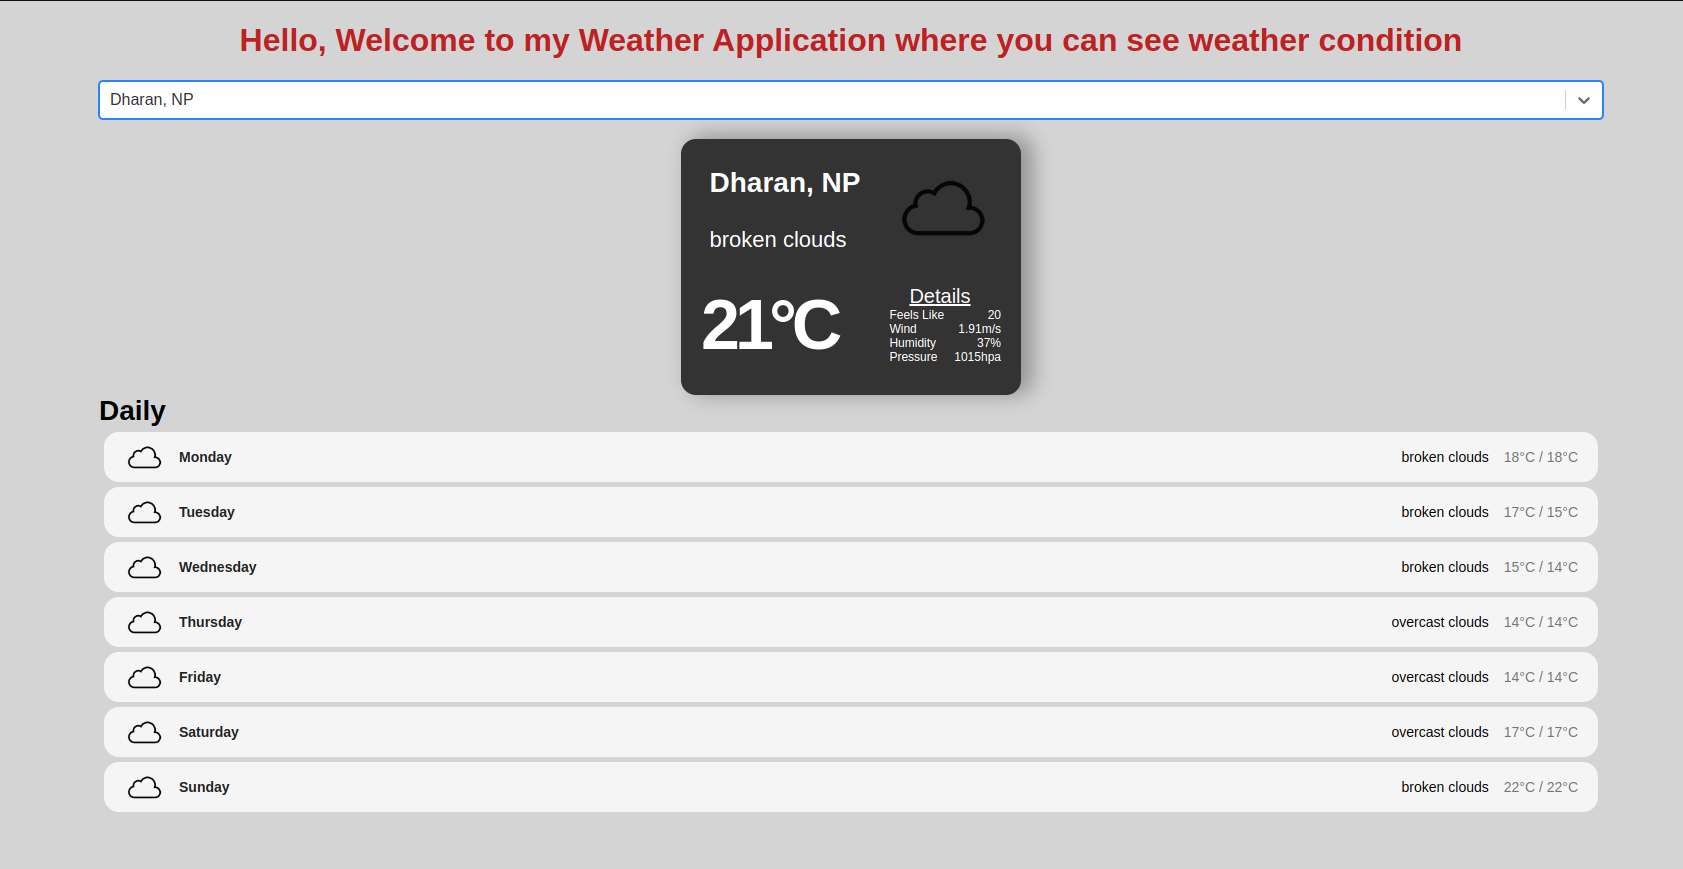 Hello, Welcome to my Weather Application where you can see weather condition
Dharan, NP
Dharan, NP
broken clouds
21°C
Details
Feels Like 20
Wind 1.91m/s
Humidity 37%
Pressure 1015hpa
Daily
Monday broken clouds 18°C / 18°C
Tuesday broken clouds 17°C / 15°C
Wednesday broken clouds 15°C / 14°C
Thursday overcast clouds 14°C / 14°C
Friday overcast clouds 14°C / 14°C
Saturday overcast clouds 17°C / 17°C
Sunday broken clouds 22°C / 22°C